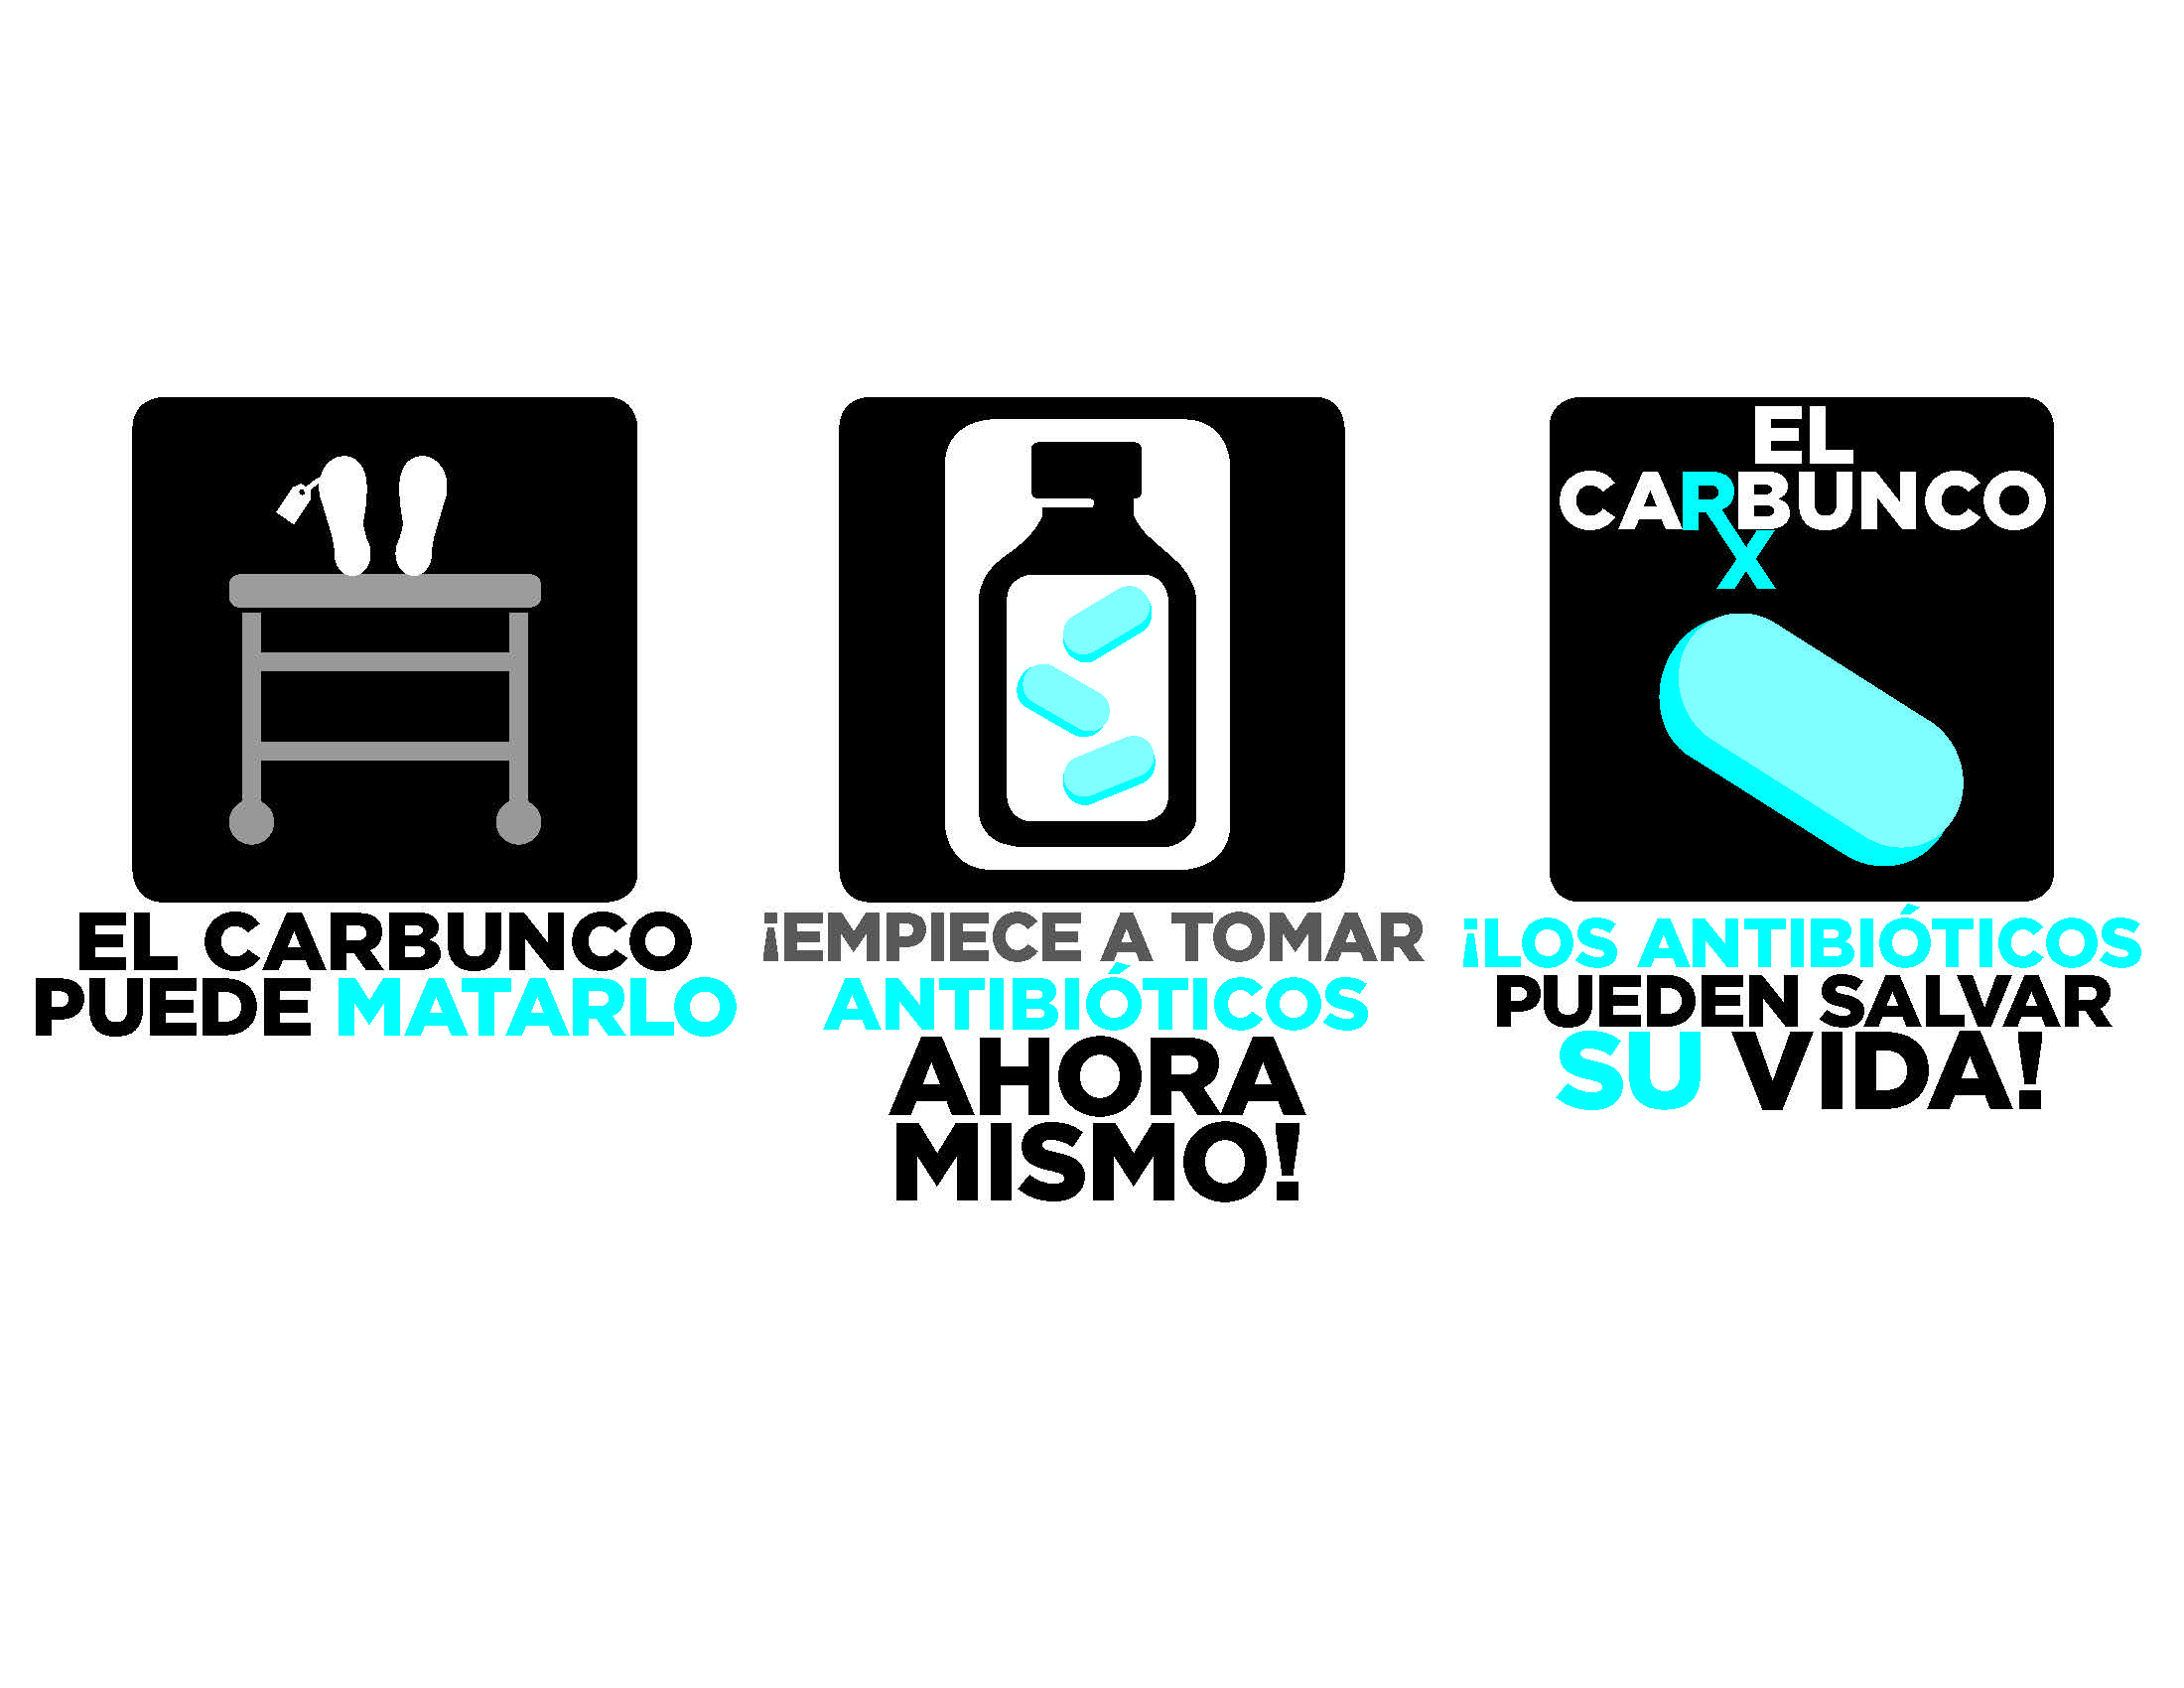 EL CARBUNCO
PUEDE MATARLO
¡EMPIECE A TOMAR
ANTIBIÓTICOS
AHORA
MISMO!
EL
CARBUNCO
X
¡LOS ANTIBIÓTICOS
PUEDEN SALVAR
SU VIDA!